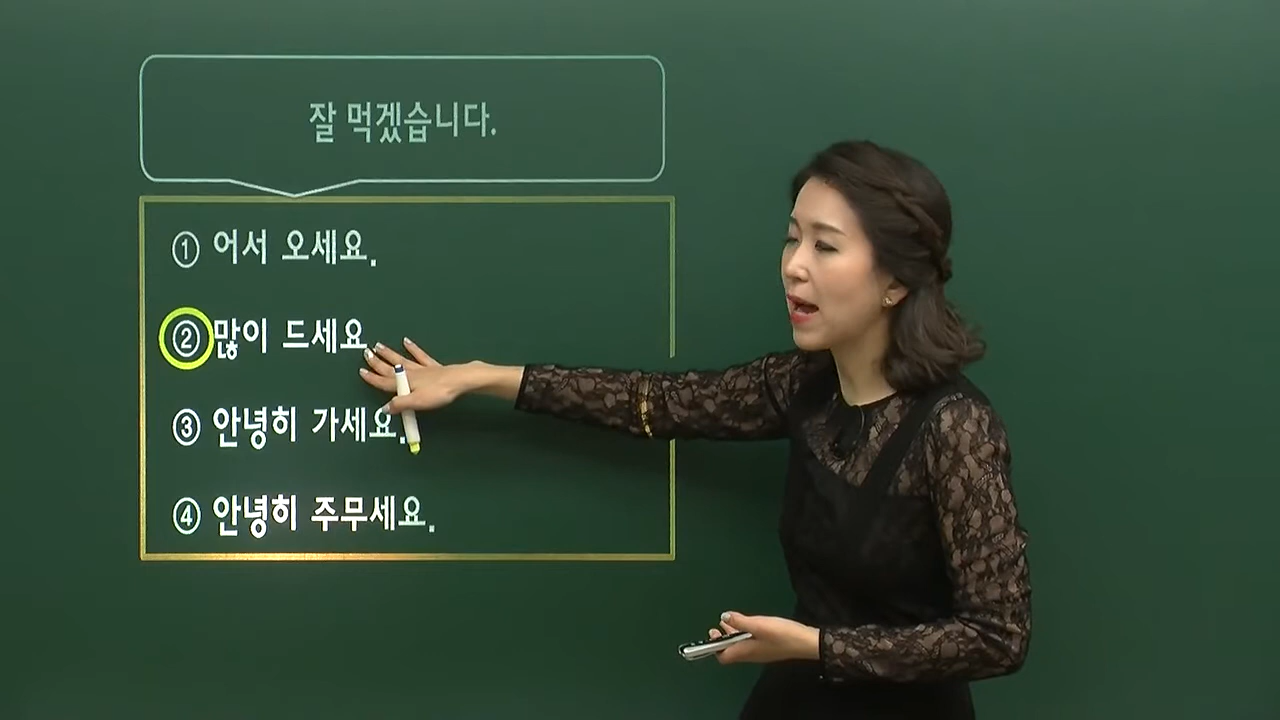 잘 먹겠습니다.
① 어서 오세요.
② 많이 드세요
③ 안녕히 가세요.
④ 안녕히 주무세요.